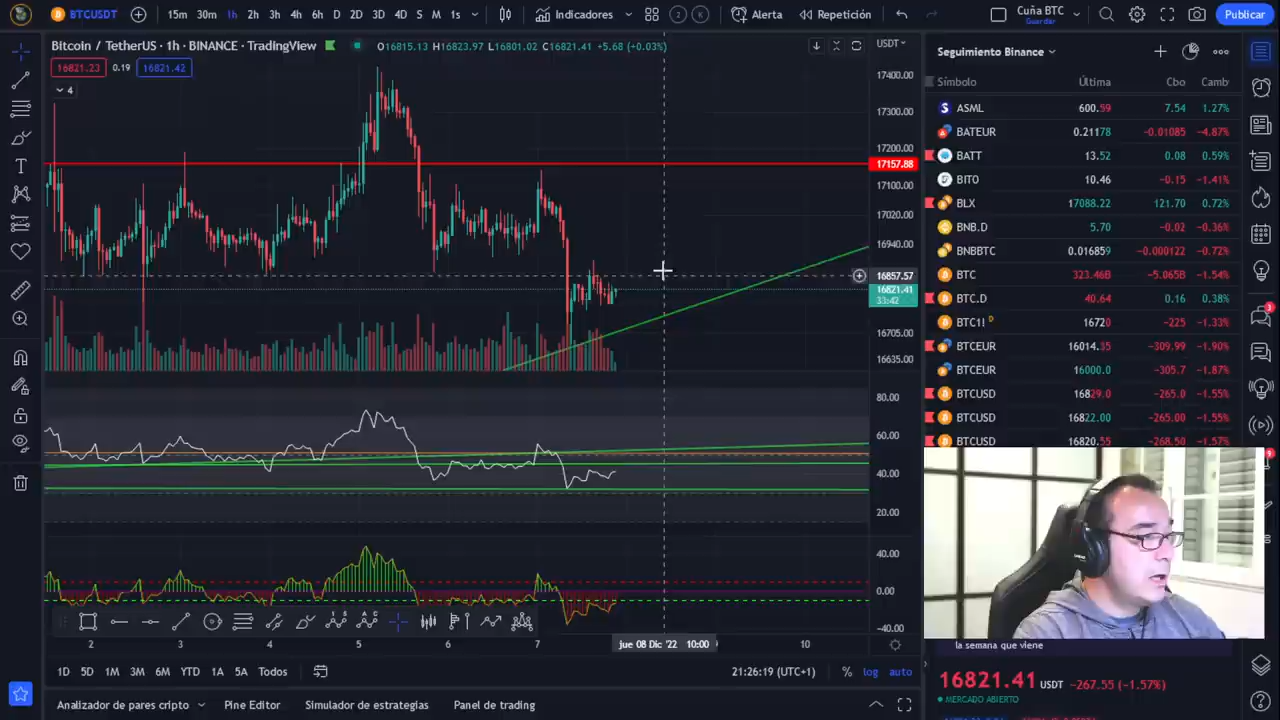 BTCUSDT 15m 30m 1h 2h 3h 4h 6h D 2D 3D 4D S M 1s Indicadores 2 K Alerta Repetición Cuña BTC Guardar Publicar
Bitcoin / TetherUS · 1h · BINANCE · TradingView O16815.13 H16823.97 L16801.02 C16821.41 +5.68 (+0.03%) USDT
16821.23 0.19 16821.42
4
17400.00
17300.00
17200.00
17157.88
17100.00
17020.00
16940.00
16857.57
16821.41
33:42
16705.00
16635.00
80.00
60.00
40.00
20.00
40.00
0.00
-40.00
2 3 4 5 6 7 jue 08 Dic '22 10:00 10
1D 5D 1M 3M 6M YTD 1A 5A Todos 21:26:19 (UTC+1) % log auto
Analizador de pares cripto Simulador de estrategias Panel de trading
Seguimiento Binance
Símbolo Última Cbo Camb
ASML 600.59 7.54 1.27%
BATEUR 0.21178 -0.01085 -4.87%
BATT 13.52 0.08 0.59%
BITO 10.46 -0.15 -1.41%
BLX 17088.22 121.70 0.72%
BNB.D 5.70 -0.02 -0.36%
BNBBTC 0.016859 -0.000122 -0.72%
BTC 323.46B -5.065B -1.54%
BTC.D 40.64 0.16 0.38%
BTC1! D 16720 -225 -1.33%
BTCEUR 16014.35 -309.99 -1.90%
BTCEUR 16000.0 -305.7 -1.87%
BTCUSD 16829.0 -265.0 -1.55%
BTCUSD 16822.00 -265.00 -1.55%
BTCUSD 16820.55 -268.50 -1.57%
la semana que viene
16821.41 USDT -267.55 (-1.57%)
MERCADO ABIERTO